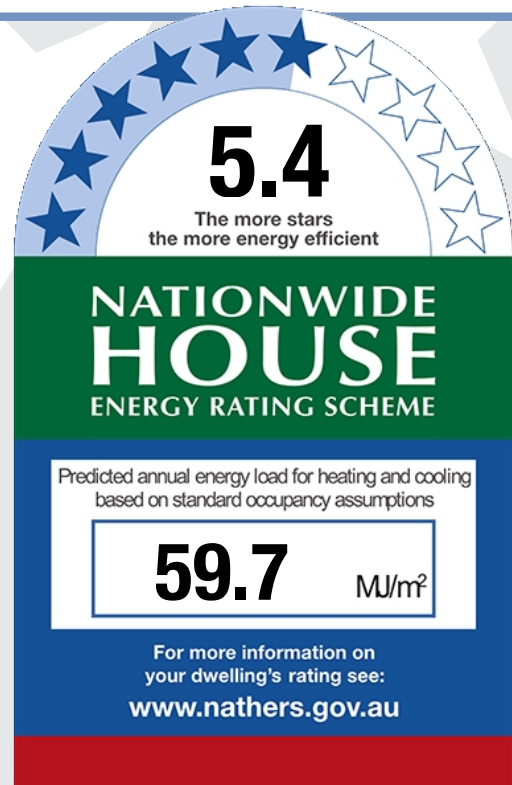 5.4
The more stars
the more energy efficient
NATIONWIDE
HOUSE
ENERGY RATING SCHEME
Predicted annual energy load for heating and cooling
based on standard occupancy assumptions
59.7 MJ/m²
For more information on
your dwelling's rating see:
www.nathers.gov.au